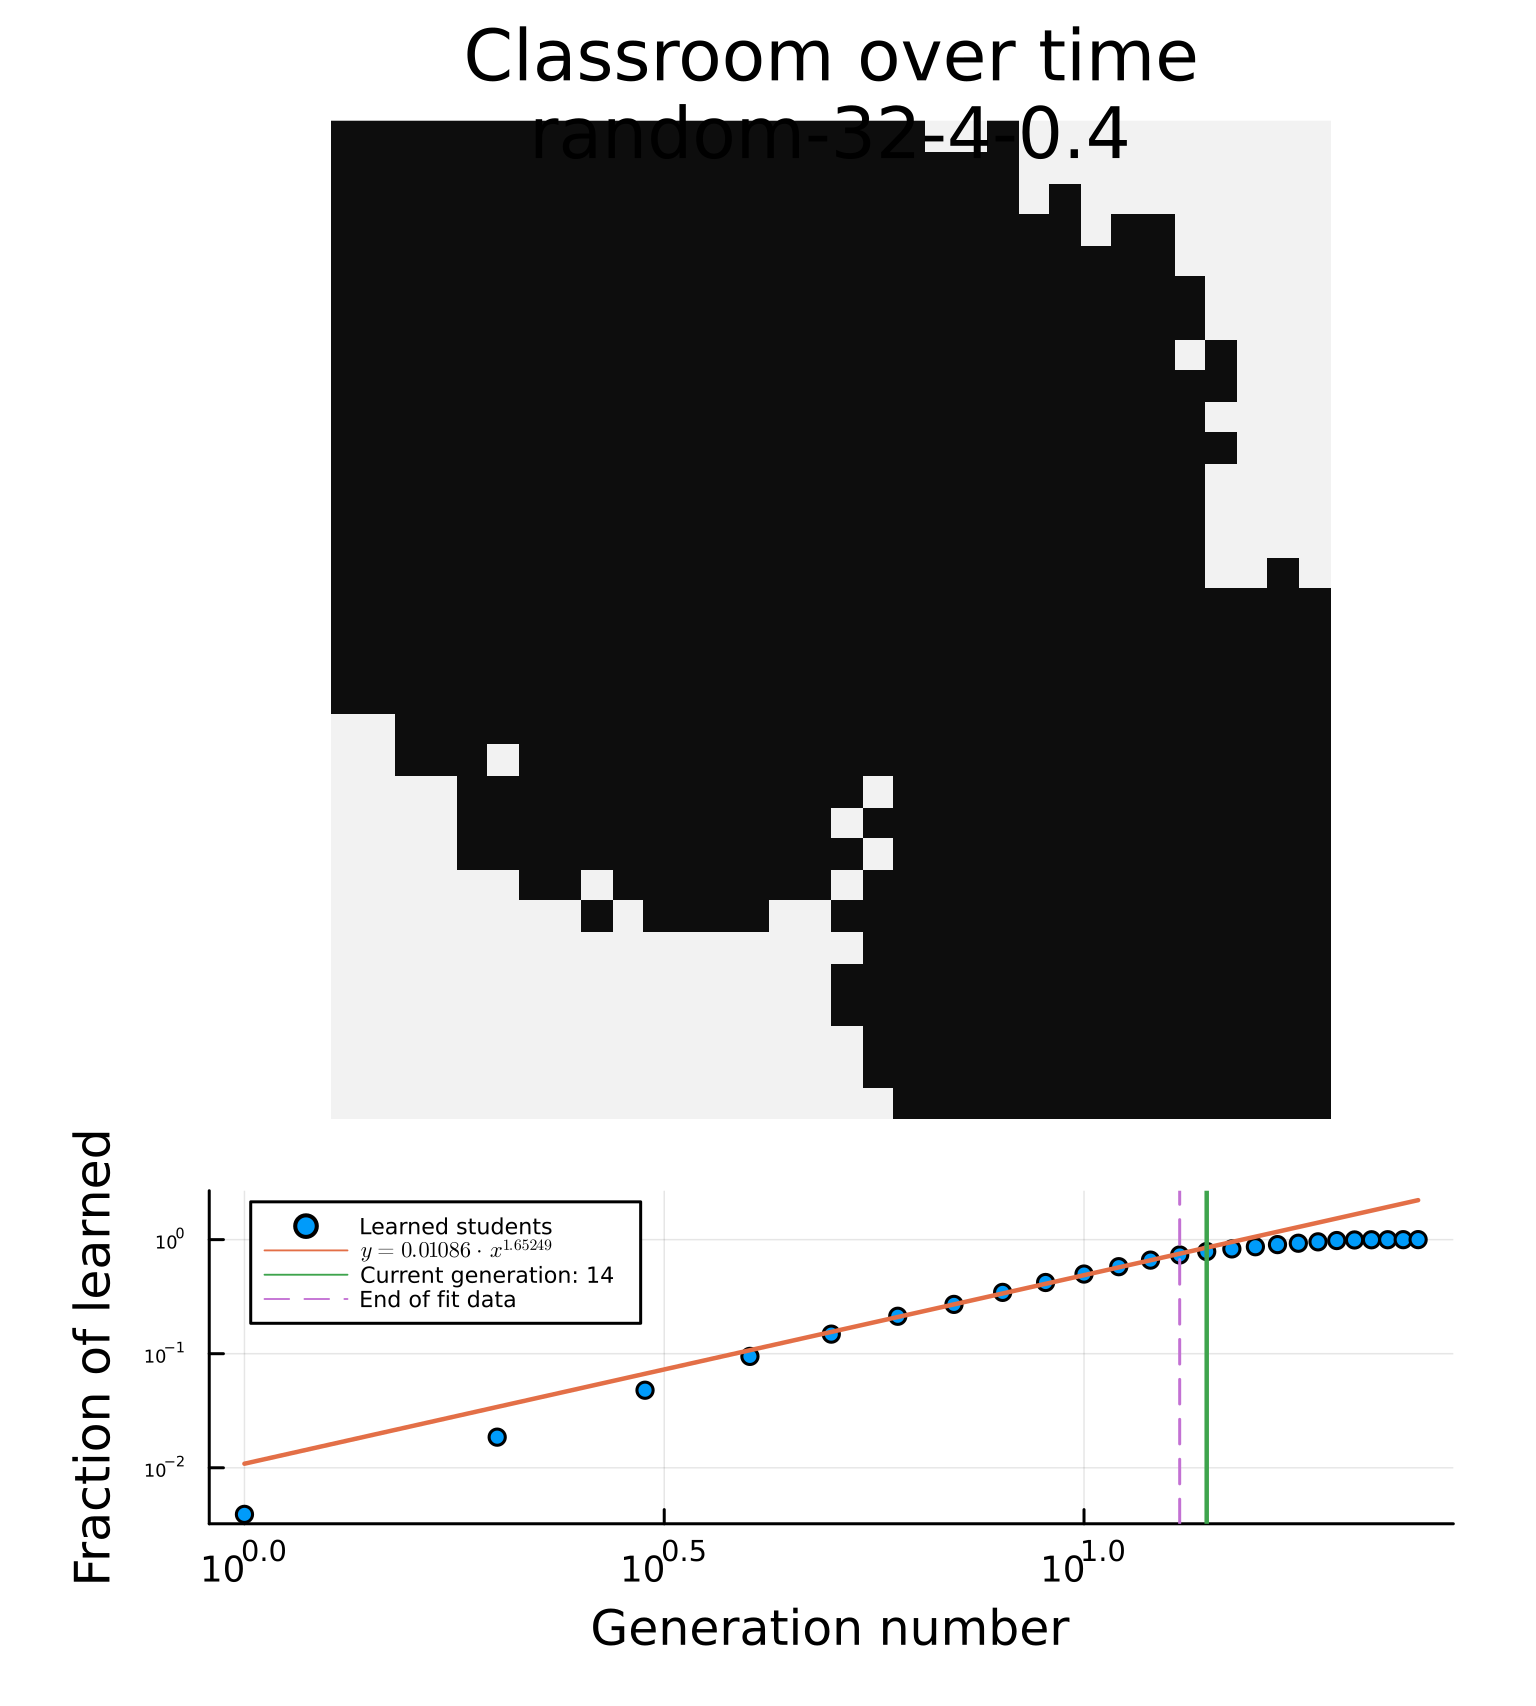 Classroom over time
random-32-4-0.4
Learned students
y = 0.01086 · x^1.65249
Current generation: 14
End of fit data
Fraction of learned
10^0
10^-1
10^-2
10^0.0 10^0.5 10^1.0
Generation number